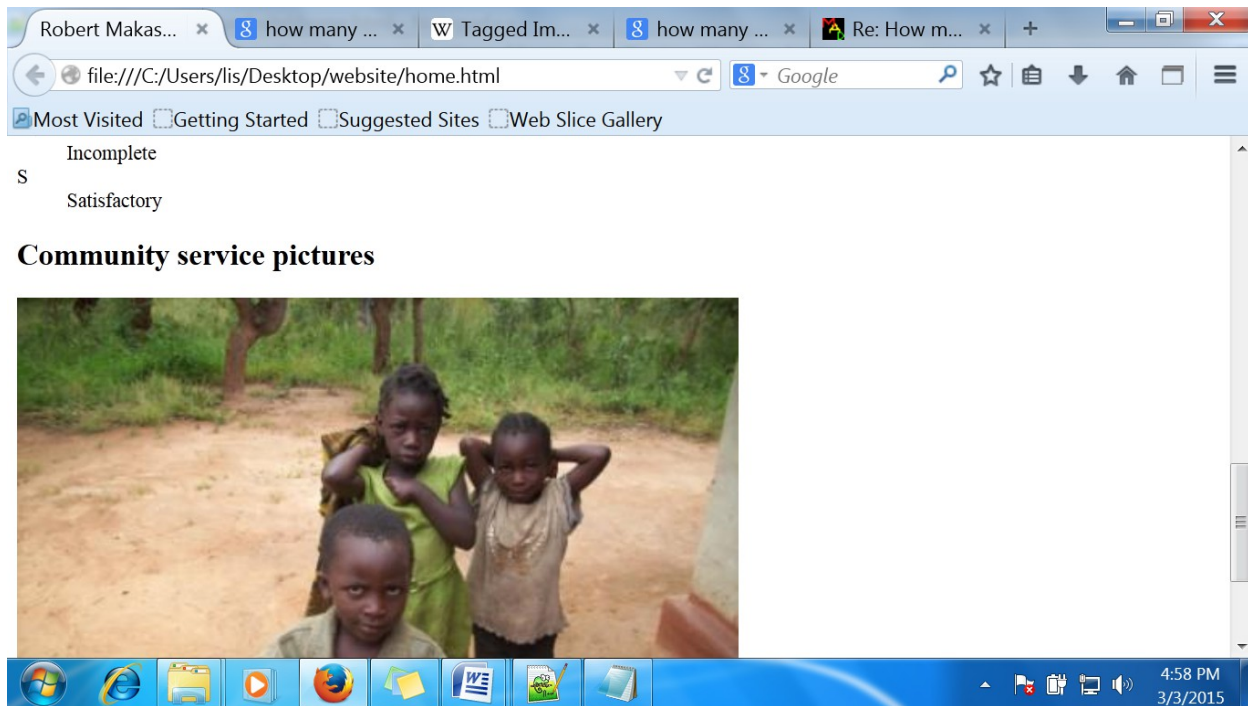 Robert Makas... × how many ... × W Tagged Im... × how many ... × Re: How m... × +
file:///C:/Users/lis/Desktop/website/home.html 8 Google
Most Visited Getting Started Suggested Sites Web Slice Gallery
Incomplete
S
Satisfactory
Community service pictures
4:58 PM
3/3/2015